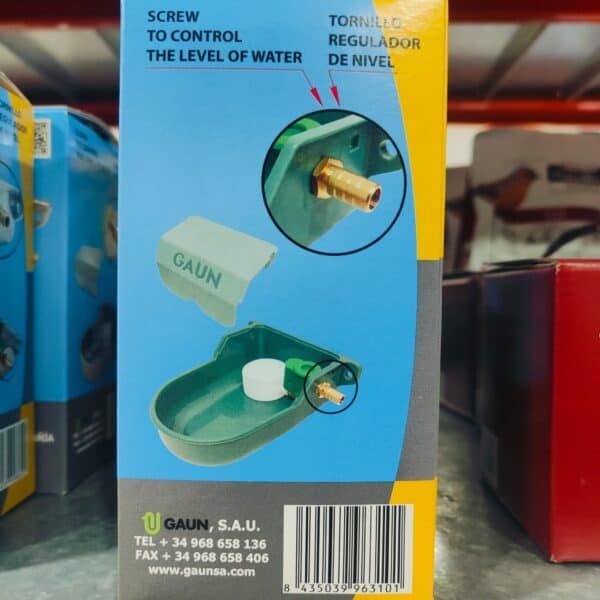 SCREW
TO CONTROL
THE LEVEL OF WATER
TORNILLO
REGULADOR
DE NIVEL
GAUN
GAUN, S.A.U.
TEL + 34 968 658 136
FAX + 34 968 658 406
www.gaunsa.com
8 435039 963101